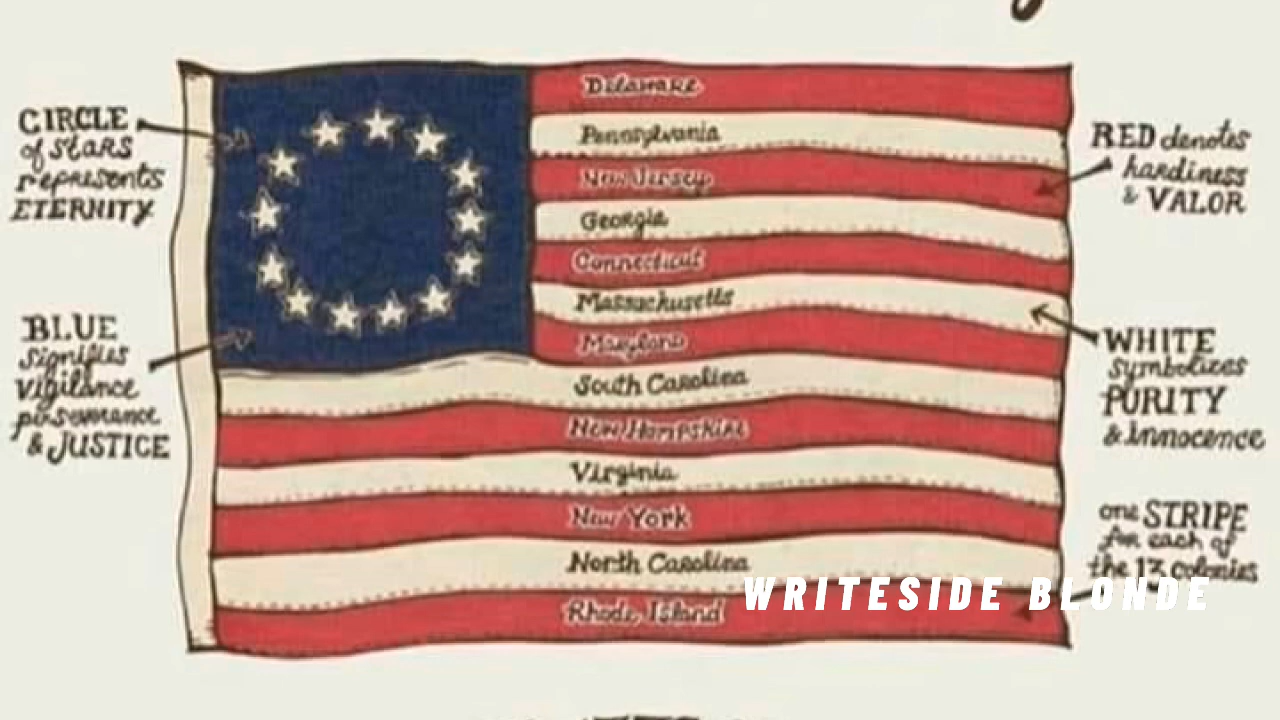 CIRCLE
of stars
represents
ETERNITY
BLUE
signifies
vigilance
& JUSTICE
Delaware
Pennsylvania
New Jersey
Georgia
Connecticut
Massachusetts
Maryland
South Carolina
New Hampshire
Virginia
New York
North Carolina
Rhode Island
RED denotes
hardiness
& VALOR
WHITE
symbolizes
PURITY
& Innocence
one STRIPE
for each of
the 13 colonies
WRITESIDE BLONDE